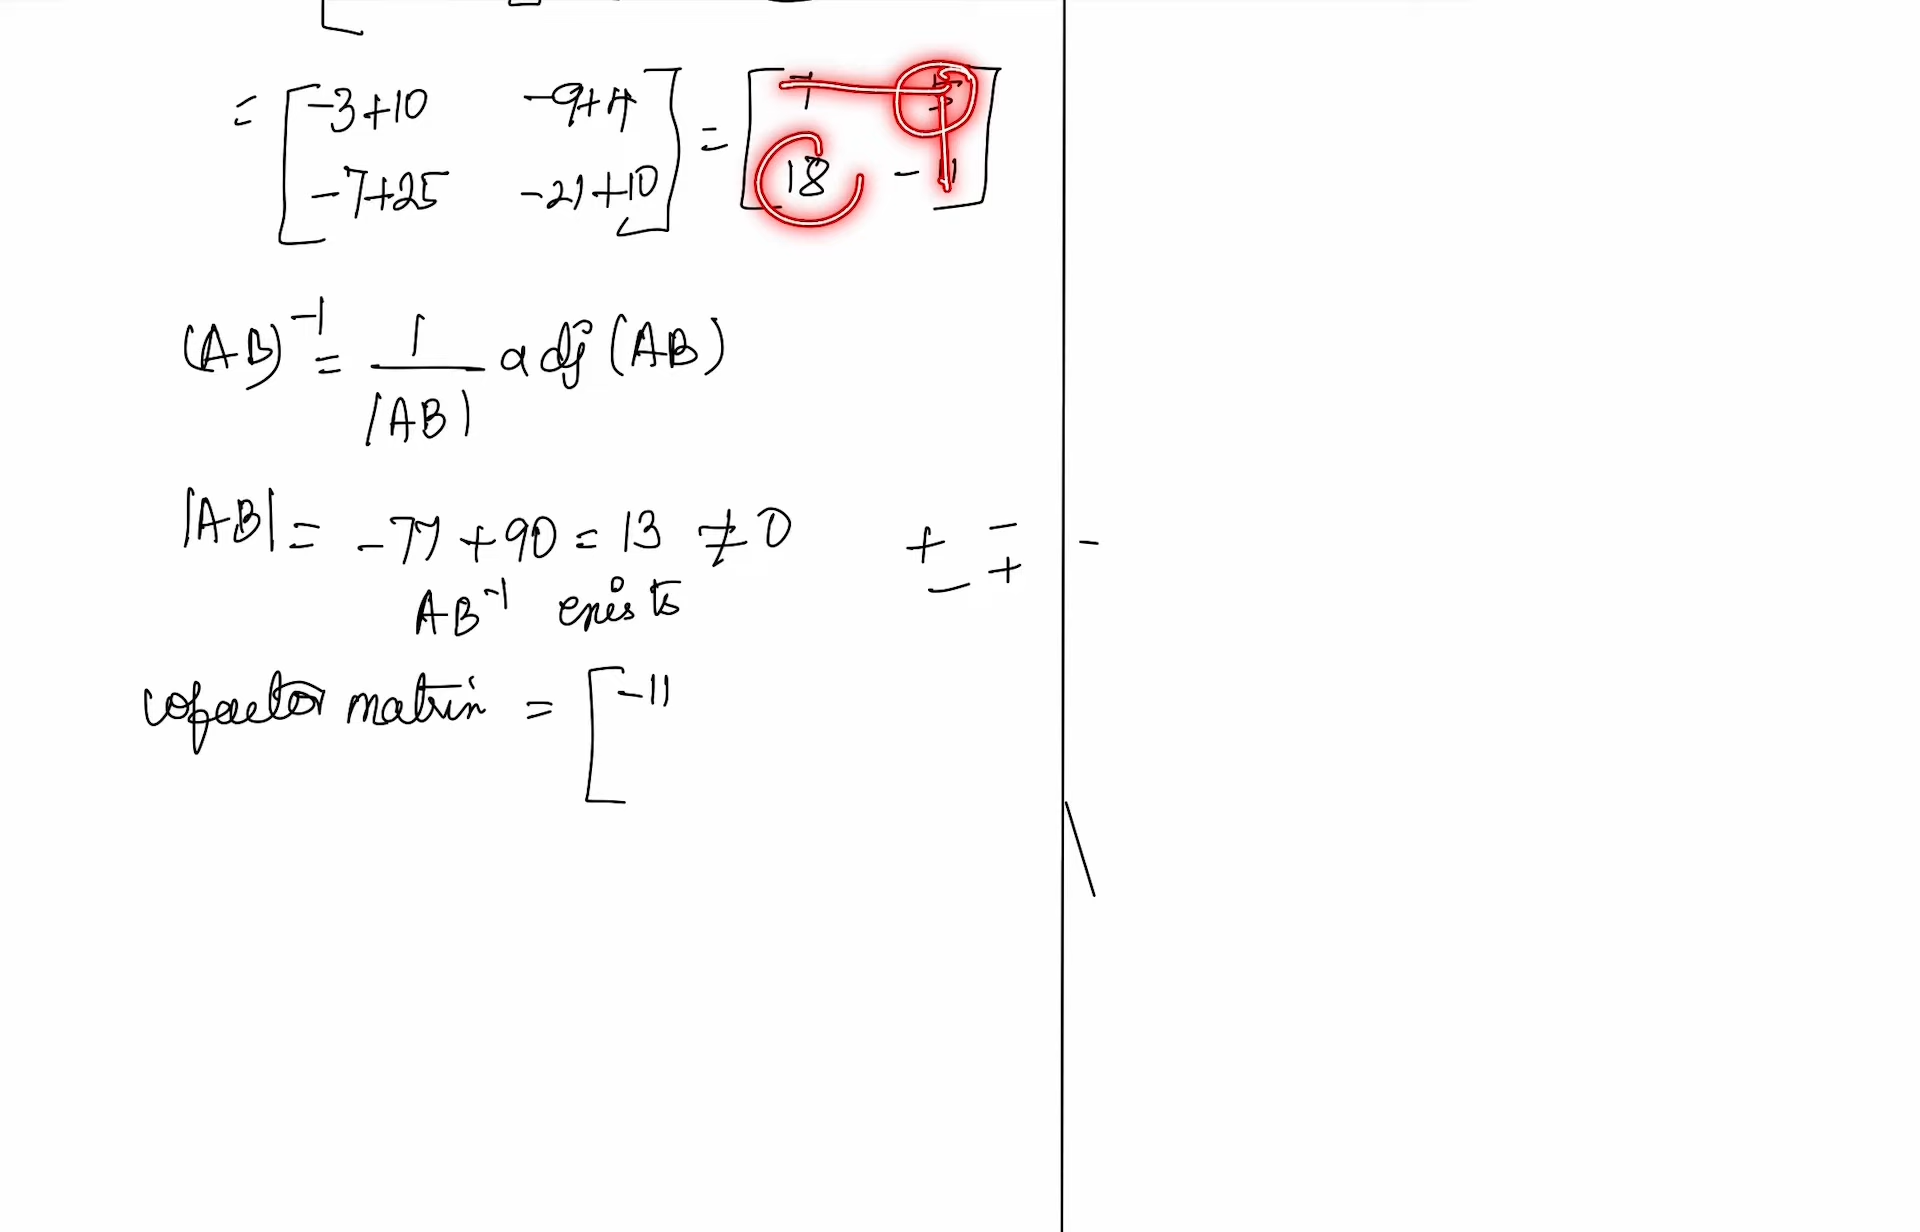 = [ -3+10 -9+4 ] = [ 7 -5 ]
[ -7+25 -21+10 ] [ 18 -11 ]
(AB)^-1 = 1/|AB| adj (AB)
|AB| = -77 + 90 = 13 ≠ 0 + - -
AB^-1 exists - +
cofactor matrix = [ -11